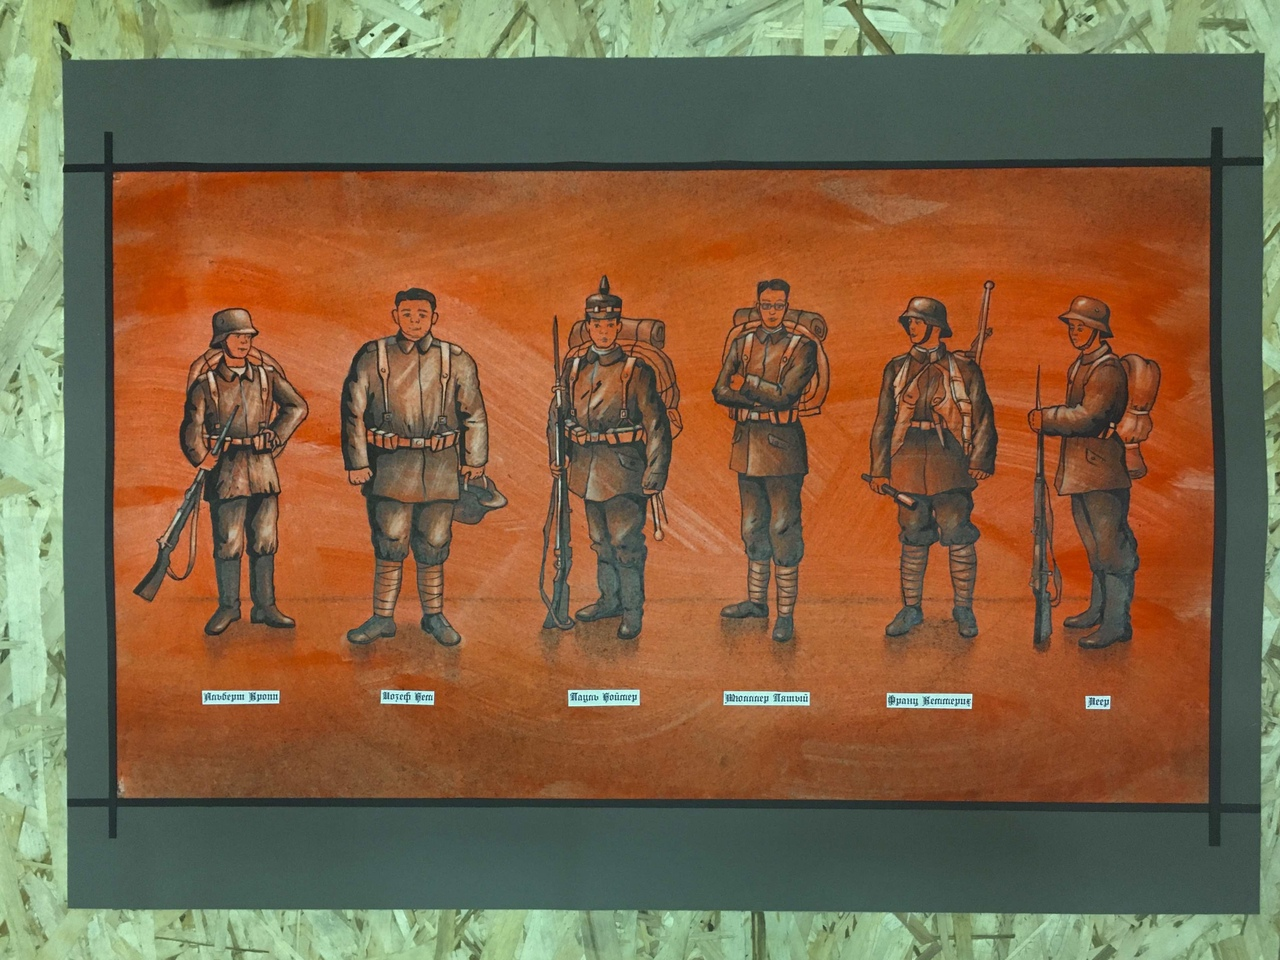 Альберт Кропп
Иозеф Бем
Пауль Боймер
Мюллер Пятый
Франц Кеммерих
Леер